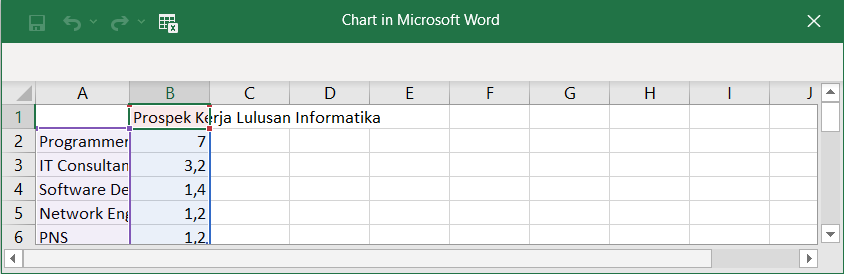 Chart in Microsoft Word
A B C D E F G H I J
1 Prospek Kerja Lulusan Informatika
2 Programmer 7
3 IT Consultan 3,2
4 Software De 1,4
5 Network Eng 1,2
6 PNS 1,2